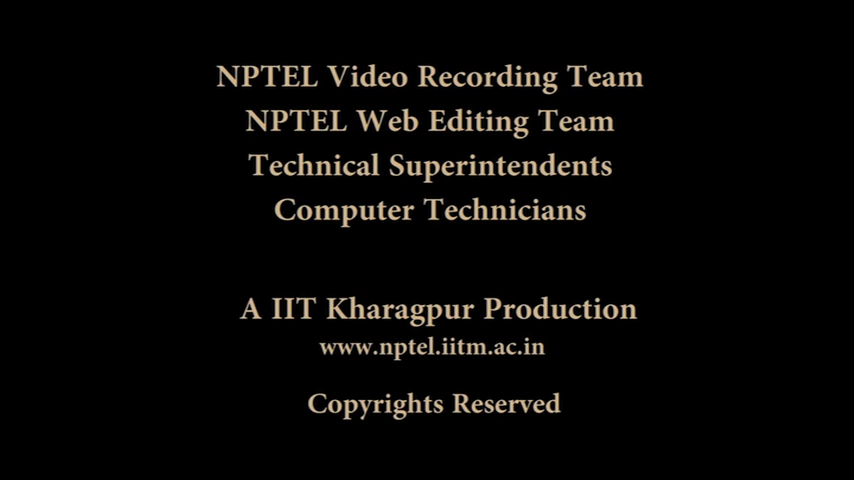 NPTEL Video Recording Team
NPTEL Web Editing Team
Technical Superintendents
Computer Technicians
A IIT Kharagpur Production
www.nptel.iitm.ac.in
Copyrights Reserved